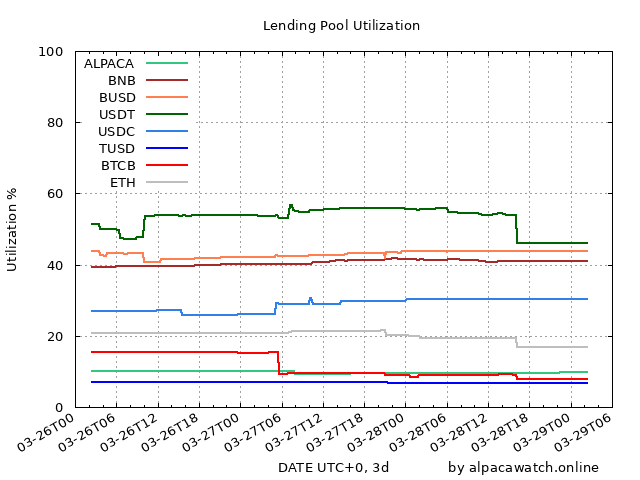 Lending Pool Utilization
100
80
60
40
20
0
Utilization %
ALPACA
BNB
BUSD
USDT
USDC
TUSD
BTCB
ETH
03-26T00
03-26T06
03-26T12
03-26T18
03-27T00
03-27T06
03-27T12
03-27T18
03-28T00
03-28T06
03-28T12
03-28T18
03-29T00
03-29T06
DATE UTC+0, 3d
by alpacawatch.online